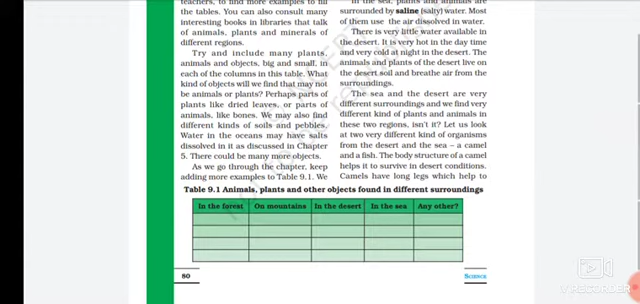 teachers, to find more examples to fill
the tables. You can also consult many
interesting books in libraries that talk
of animals, plants and minerals of
different regions.
Try and include many plants,
animals and objects, big and small, in
each of the columns in this table. What
kind of objects will we find that may not
be animals or plants? Perhaps parts of
plants like dried leaves, or parts of
animals, like bones. We may also find
different kinds of soils and pebbles.
Water in the oceans may have salts
dissolved in it as discussed in Chapter
5. There could be many more objects.
As we go through the chapter, keep
adding more examples to Table 9.1. We
In the sea, plants and animals are
surrounded by saline (salty) water. Most
of them use the air dissolved in water.
There is very little water available in
the desert. It is very hot in the day time
and very cold at night in the desert. The
animals and plants of the desert live on
the desert soil and breathe air from the
surroundings.
The sea and the desert are very
different surroundings and we find very
different kind of plants and animals in
these two regions, isn't it? Let us look
at two very different kind of organisms
from the desert and the sea – a camel
and a fish. The body structure of a camel
helps it to survive in desert conditions.
Camels have long legs which help to
Table 9.1 Animals, plants and other objects found in different surroundings
In the forest On mountains In the desert In the sea Any other?
80
SCIENCE
V RECORDER